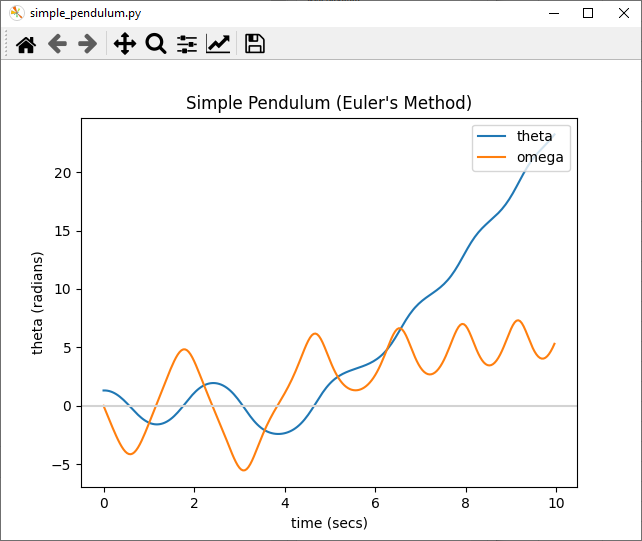 simple_pendulum.py
Simple Pendulum (Euler's Method)
theta
omega
20
15
10
5
0
−5
theta (radians)
0 2 4 6 8 10
time (secs)